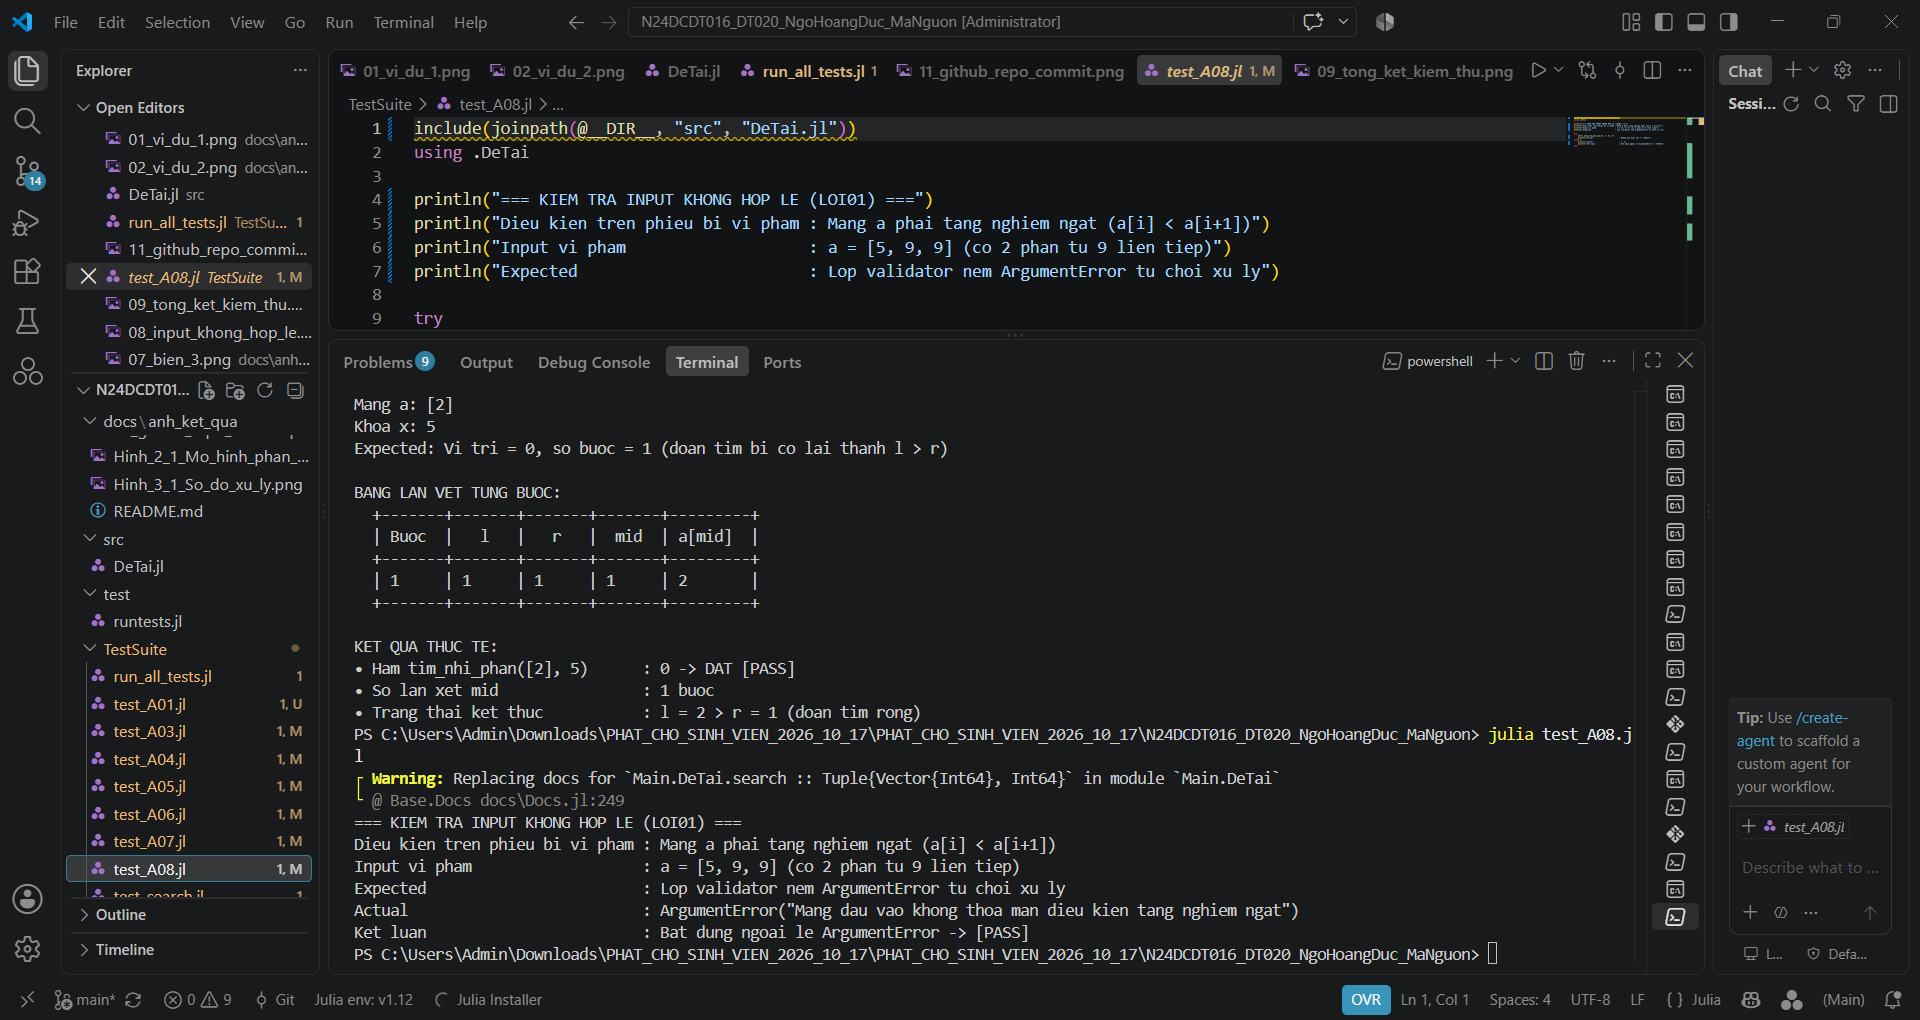 File Edit Selection View Go Run Terminal Help
N24DCDT016_DT020_NgoHoangDuc_MaNguon [Administrator]
Explorer
Open Editors
01_vi_du_1.png docs\an...
02_vi_du_2.png docs\an...
DeTai.jl src
run_all_tests.jl TestSu... 1
11_github_repo_commi...
test_A08.jl TestSuite 1, M
09_tong_ket_kiem_thu....
08_input_khong_hop_le....
07_bien_3.png docs\anh...
N24DCDT01...
docs\anh_ket_qua
Hinh_2_1_Mo_hinh_phan_...
Hinh_3_1_So_do_xu_ly.png
README.md
src
DeTai.jl
test
runtests.jl
TestSuite
run_all_tests.jl 1
test_A01.jl 1, U
test_A03.jl 1, M
test_A04.jl 1, M
test_A05.jl 1, M
test_A06.jl 1, M
test_A07.jl 1, M
test_A08.jl 1, M
test_search.jl 1
Outline
Timeline
14
01_vi_du_1.png 02_vi_du_2.png DeTai.jl run_all_tests.jl 1 11_github_repo_commit.png test_A08.jl 1, M 09_tong_ket_kiem_thu.png
TestSuite > test_A08.jl > ...
1 include(joinpath(@__DIR__, "src", "DeTai.jl"))
2 using .DeTai
3
4 println("=== KIEM TRA INPUT KHONG HOP LE (LOI01) ===")
5 println("Dieu kien tren phieu bi vi pham : Mang a phai tang nghiem ngat (a[i] < a[i+1])")
6 println("Input vi pham : a = [5, 9, 9] (co 2 phan tu 9 lien tiep)")
7 println("Expected : Lop validator nem ArgumentError tu choi xu ly")
8
9 try
Problems 9 Output Debug Console Terminal Ports
powershell
Mang a: [2]
Khoa x: 5
Expected: Vi tri = 0, so buoc = 1 (doan tim bi co lai thanh l > r)
BANG LAN VET TUNG BUOC:
+-------+-------+-------+-------+---------+
| Buoc | l | r | mid | a[mid] |
+-------+-------+-------+-------+---------+
| 1 | 1 | 1 | 1 | 2 |
+-------+-------+-------+-------+---------+
KET QUA THUC TE:
• Ham tim_nhi_phan([2], 5) : 0 -> DAT [PASS]
• So lan xet mid : 1 buoc
• Trang thai ket thuc : l = 2 > r = 1 (doan tim rong)
PS C:\Users\Admin\Downloads\PHAT_CHO_SINH_VIEN_2026_10_17\PHAT_CHO_SINH_VIEN_2026_10_17\N24DCDT016_DT020_NgoHoangDuc_MaNguon> julia test_A08.j
l
┌ Warning: Replacing docs for `Main.DeTai.search :: Tuple{Vector{Int64}, Int64}` in module `Main.DeTai`
└ @ Base.Docs docs\Docs.jl:249
=== KIEM TRA INPUT KHONG HOP LE (LOI01) ===
Dieu kien tren phieu bi vi pham : Mang a phai tang nghiem ngat (a[i] < a[i+1])
Input vi pham : a = [5, 9, 9] (co 2 phan tu 9 lien tiep)
Expected : Lop validator nem ArgumentError tu choi xu ly
Actual : ArgumentError("Mang dau vao khong thoa man dieu kien tang nghiem ngat")
Ket luan : Bat dung ngoai le ArgumentError -> [PASS]
PS C:\Users\Admin\Downloads\PHAT_CHO_SINH_VIEN_2026_10_17\PHAT_CHO_SINH_VIEN_2026_10_17\N24DCDT016_DT020_NgoHoangDuc_MaNguon>
Chat
Sessi...
Tip: Use /create-
agent to scaffold a
custom agent for
your workflow.
test_A08.jl
Describe what to ...
L... Defa...
main* 0 9 Git Julia env: v1.12 Julia Installer
OVR Ln 1, Col 1 Spaces: 4 UTF-8 LF { } Julia (Main)